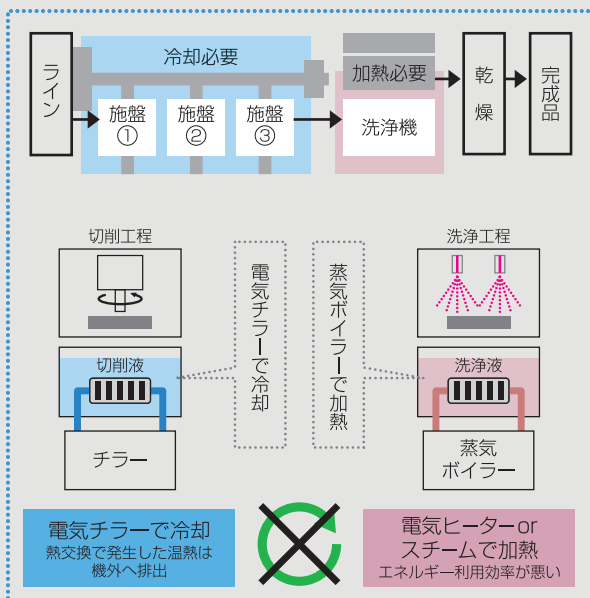 ライン
冷却必要
施盤
①
施盤
②
施盤
③
加熱必要
洗浄機
乾燥
完成品
切削工程
洗浄工程
電気チラーで冷却
蒸気ボイラーで加熱
切削液
洗浄液
チラー
蒸気
ボイラー
電気チラーで冷却
熱交換で発生した温熱は
機外へ排出
電気ヒーターor
スチームで加熱
エネルギー利用効率が悪い